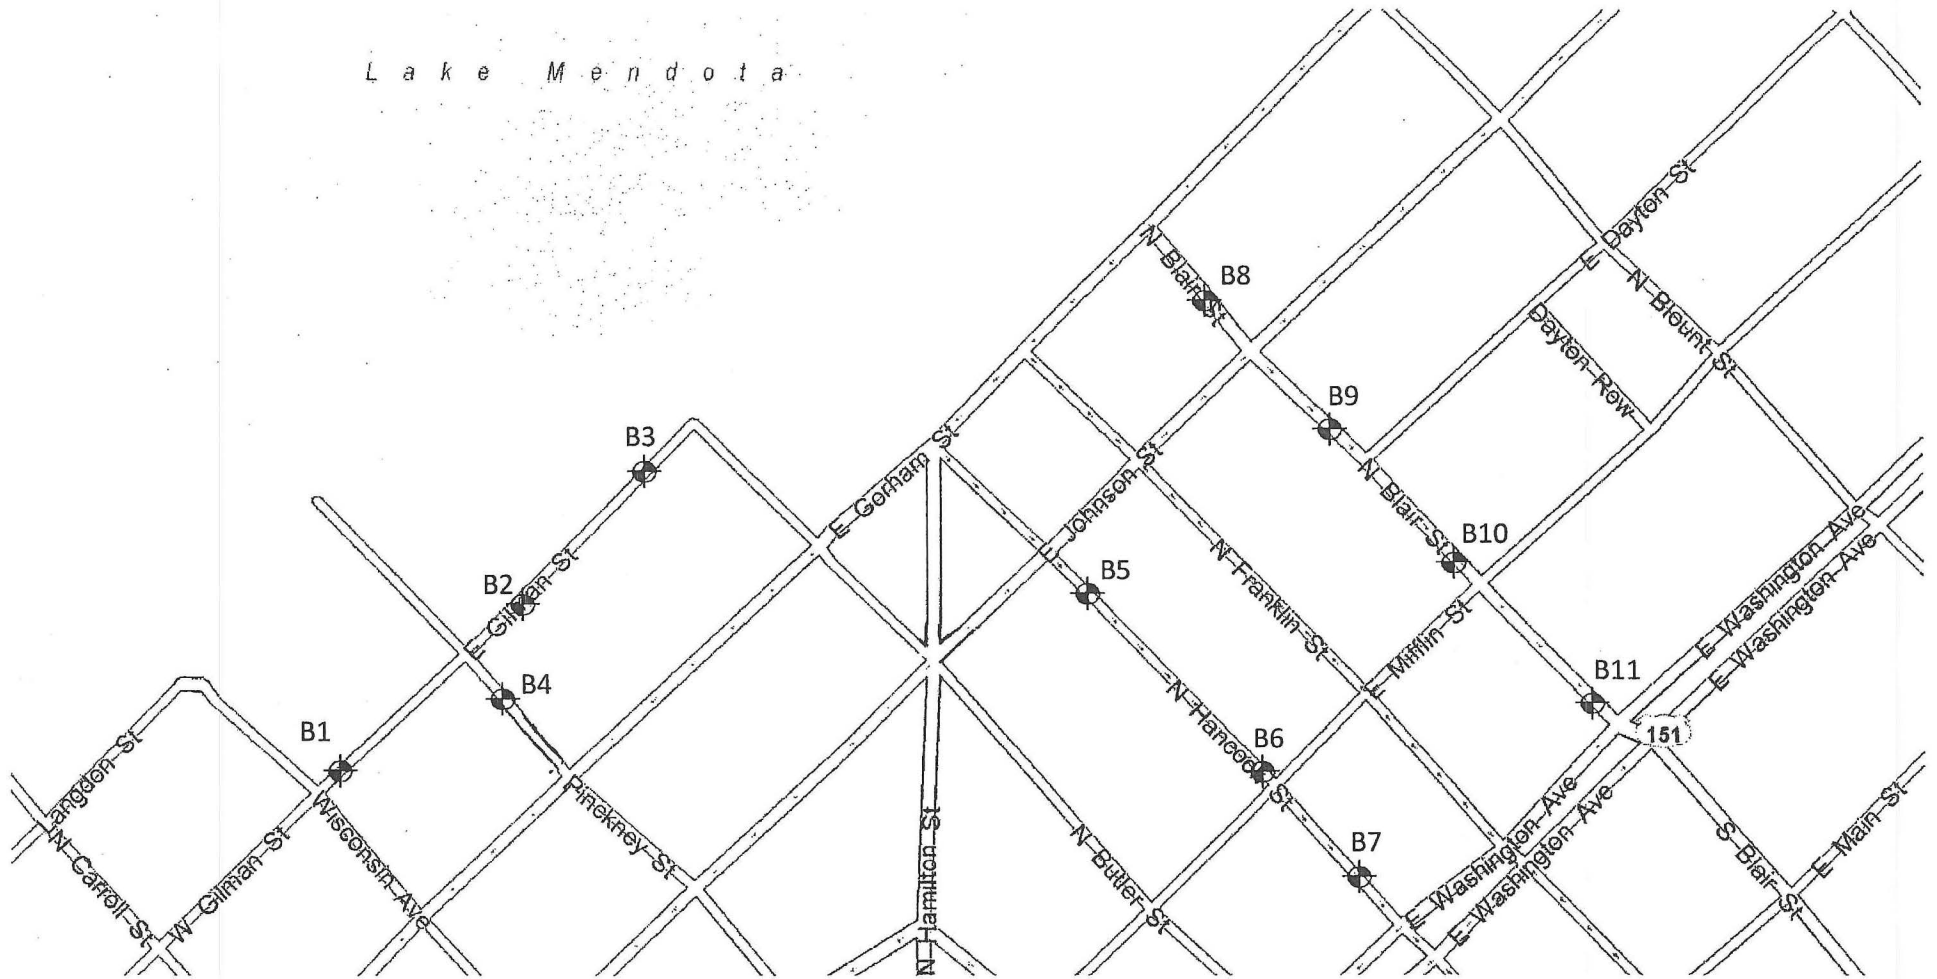 Lake Mendota
Dayton St
E
N Blair St
B8
N Blount St
Dayton Row
B9
B3
E Gorham St
E Johnson St
N Blair St
B10
E Washington Ave
E Washington Ave
B2
E Gilman St
B5
N Franklin St
E Mifflin St
B4
B11
151
N Hancock St
B1
B6
angdon St
Wisconsin Ave
Pinckney St
N Carroll St
W Gilman St
N Hamilton St
N Butler St
B7
E Washington Ave
E Washington Ave
S Blair St
E Main St